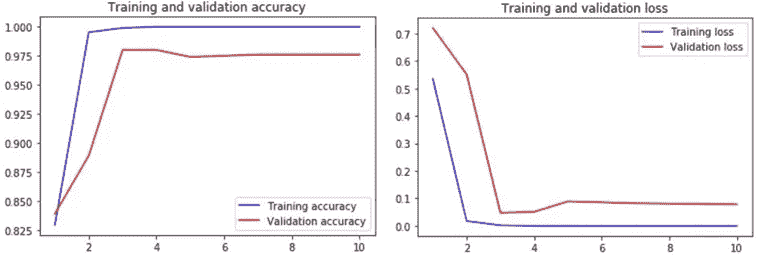 Training and validation accuracy
1.000
0.975
0.950
0.925
0.900
0.875
0.850
0.825
Training accuracy
Validation accuracy
2 4 6 8 10
Training and validation loss
0.7
0.6
0.5
0.4
0.3
0.2
0.1
0.0
Training loss
Validation loss
2 4 6 8 10